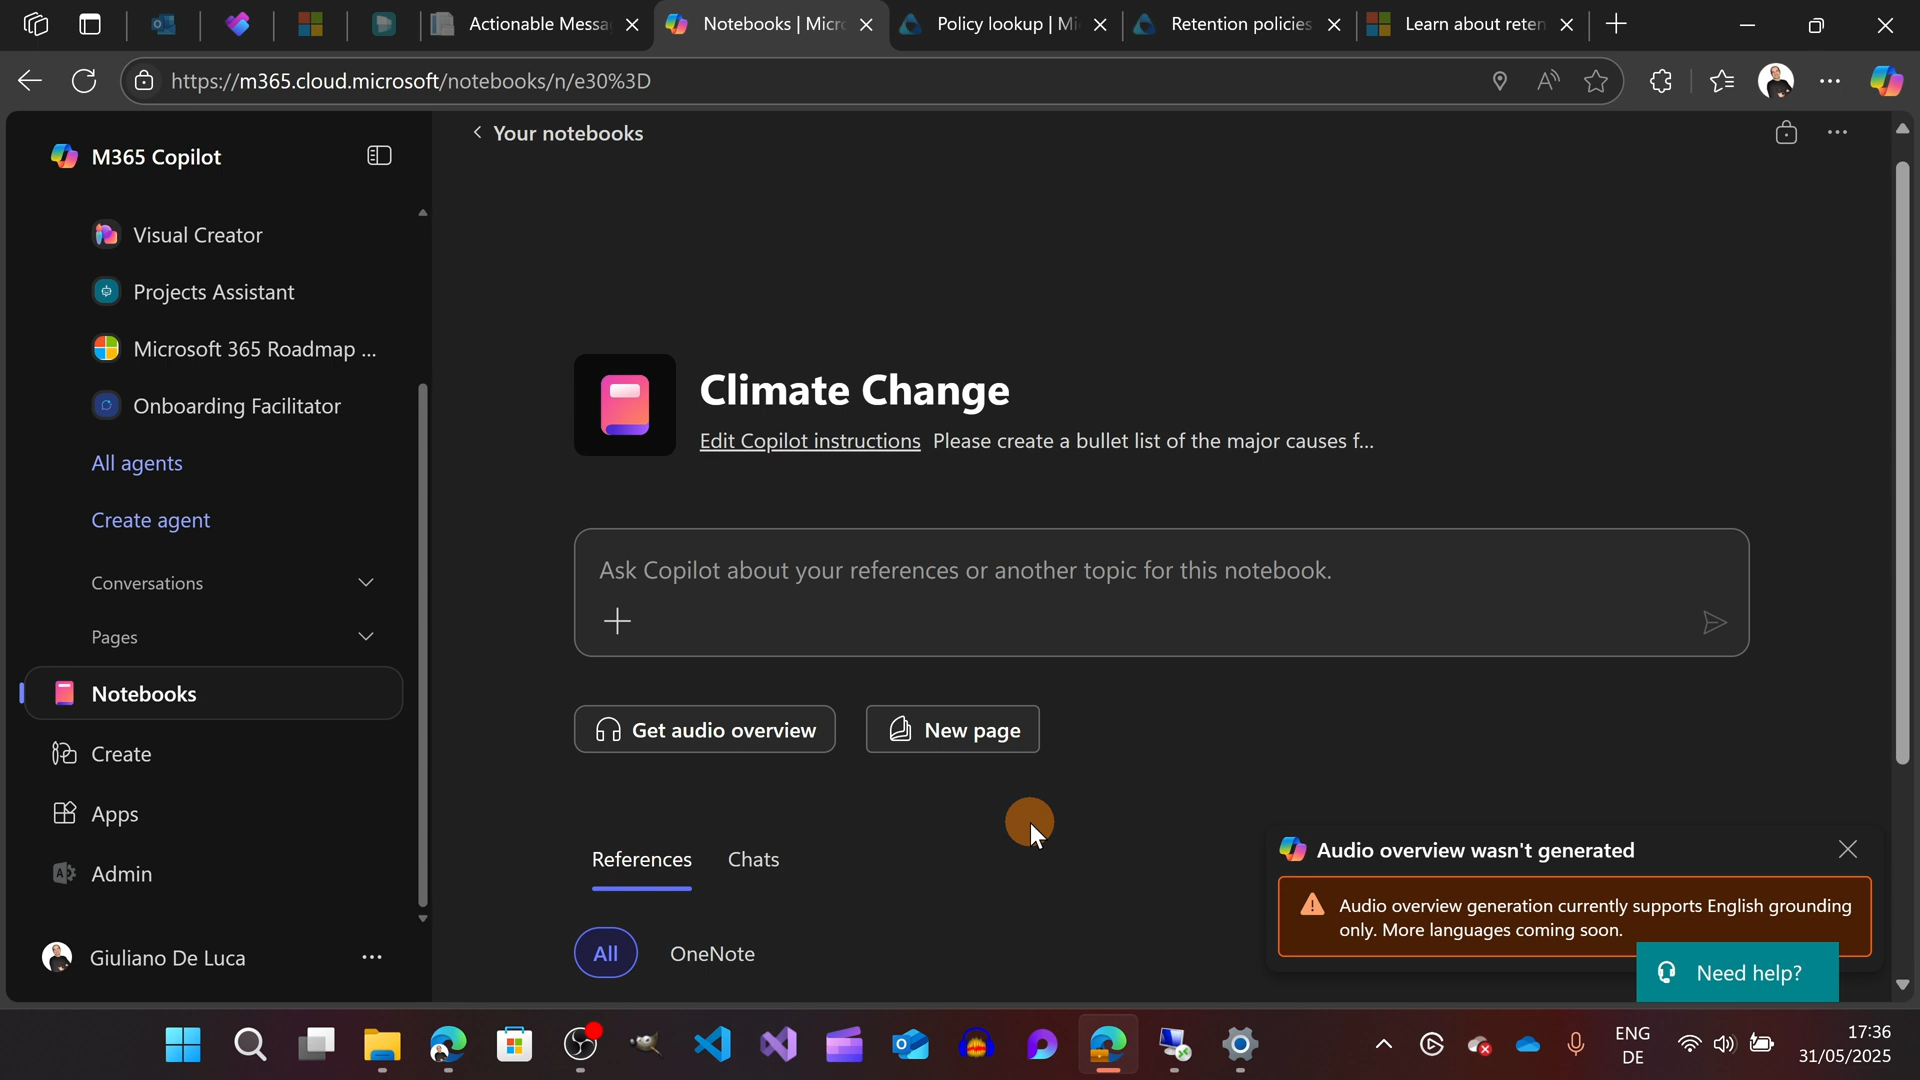 Actionable Messa
Notebooks | Micr
Policy lookup | Mi
Retention policies
Learn about reten
https://m365.cloud.microsoft/notebooks/n/e30%3D
M365 Copilot
Visual Creator
Projects Assistant
Microsoft 365 Roadmap ...
Onboarding Facilitator
All agents
Create agent
Conversations
Pages
Notebooks
Create
Apps
Admin
Giuliano De Luca
Your notebooks
Climate Change
Edit Copilot instructions Please create a bullet list of the major causes f...
Ask Copilot about your references or another topic for this notebook.
Get audio overview
New page
References
Chats
All
OneNote
Audio overview wasn't generated
Audio overview generation currently supports English grounding
only. More languages coming soon.
Need help?
ENG
DE
17:36
31/05/2025